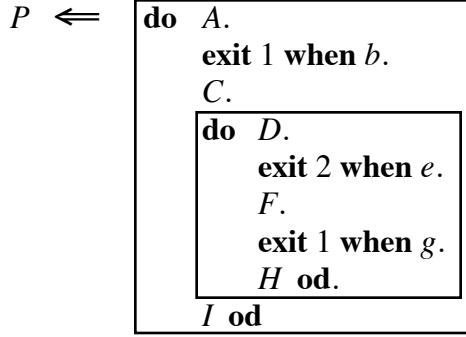 P ⟸ do A.
exit 1 when b.
C.
do D.
exit 2 when e.
F.
exit 1 when g.
H od.
I od